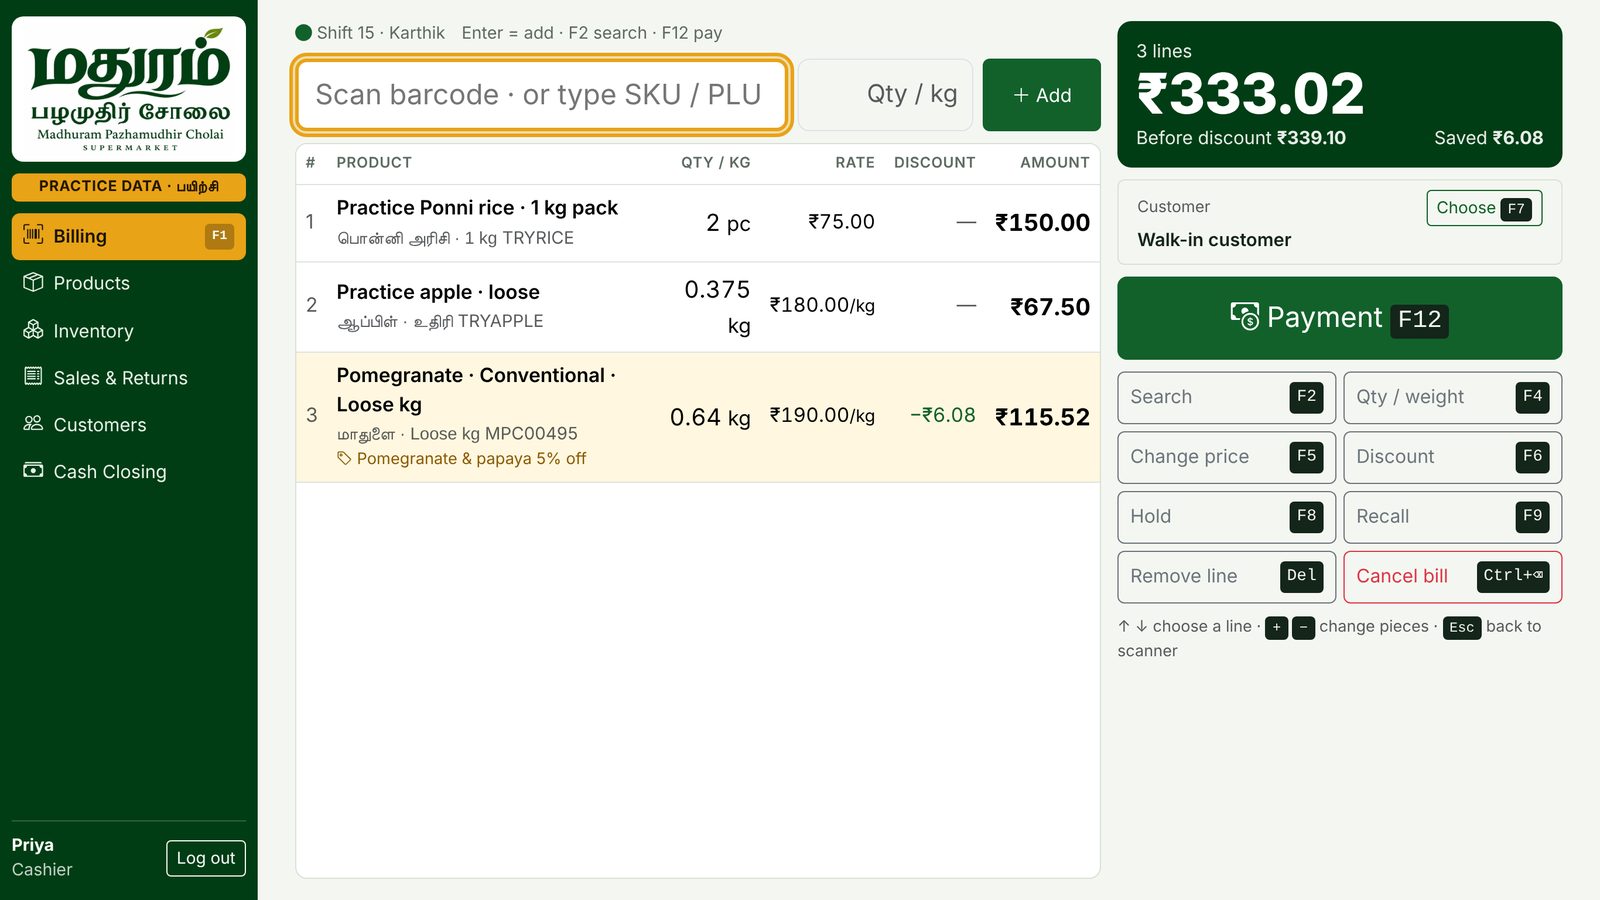 மதுரம்
பழமுதிர் சோலை
Madhuram Pazhamudhir Cholai
SUPERMARKET
PRACTICE DATA · பயிற்சி
Billing F1
Products
Inventory
Sales & Returns
Customers
Cash Closing
Priya
Cashier
Log out
Shift 15 · Karthik Enter = add · F2 search · F12 pay
Scan barcode · or type SKU / PLU
Qty / kg
+ Add
# PRODUCT QTY / KG RATE DISCOUNT AMOUNT
1 Practice Ponni rice · 1 kg pack 2 pc ₹75.00 — ₹150.00
பொன்னி அரிசி · 1 kg TRYRICE
2 Practice apple · loose 0.375 kg ₹180.00/kg — ₹67.50
ஆப்பிள் · உதிரி TRYAPPLE
3 Pomegranate · Conventional ·
Loose kg 0.64 kg ₹190.00/kg −₹6.08 ₹115.52
மாதுளை · Loose kg MPC00495
Pomegranate & papaya 5% off
3 lines
₹333.02
Before discount ₹339.10 Saved ₹6.08
Customer
Walk-in customer
Choose F7
Payment F12
Search F2
Qty / weight F4
Change price F5
Discount F6
Hold F8
Recall F9
Remove line Del
Cancel bill Ctrl+⌫
↑ ↓ choose a line · + − change pieces · Esc back to
scanner